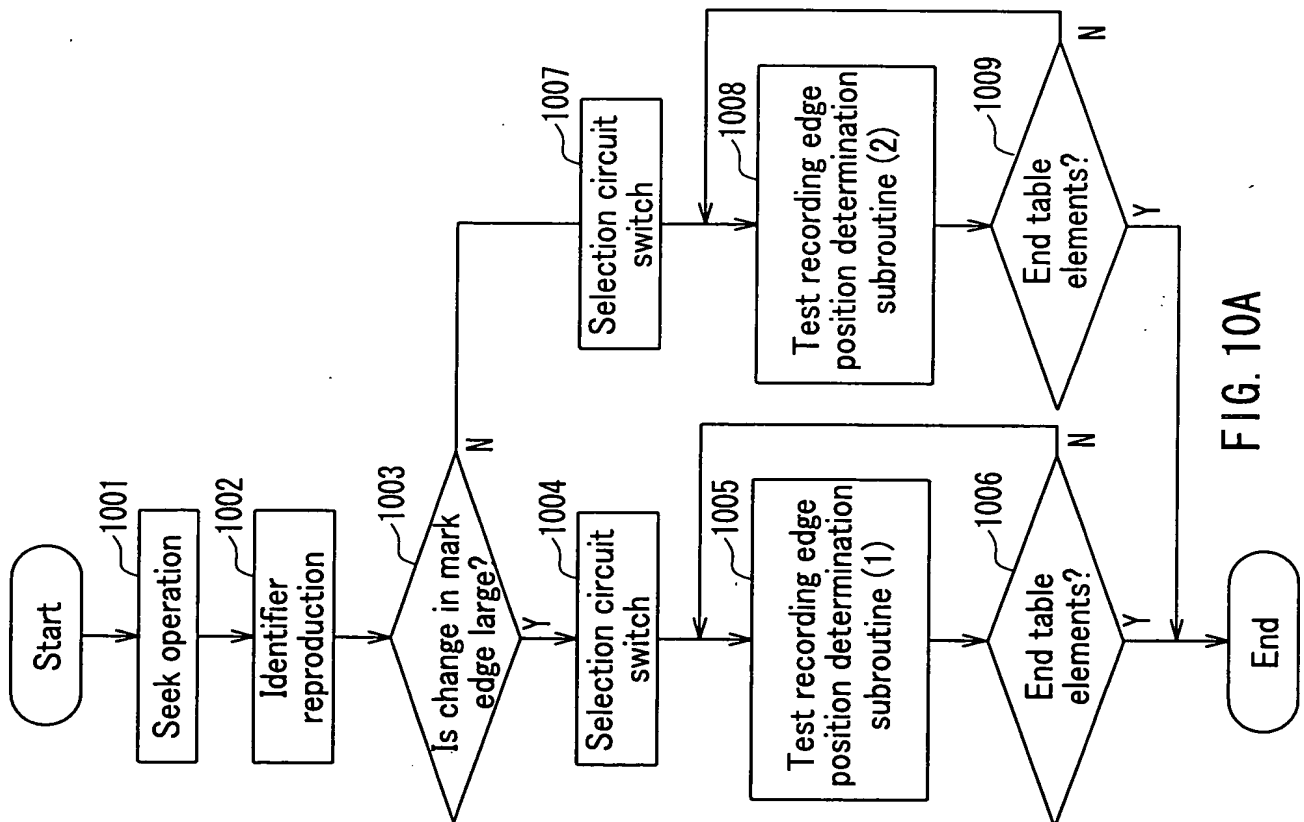 Start
1001
Seek operation
1002
Identifier
reproduction
1003
Is change in mark
edge large?
N
Y
1004
Selection circuit
switch
1005
Test recording edge
position determination
subroutine (1)
1006
End table
elements?
N
Y
1007
Selection circuit
switch
1008
Test recording edge
position determination
subroutine (2)
1009
End table
elements?
N
Y
End
FIG. 10A